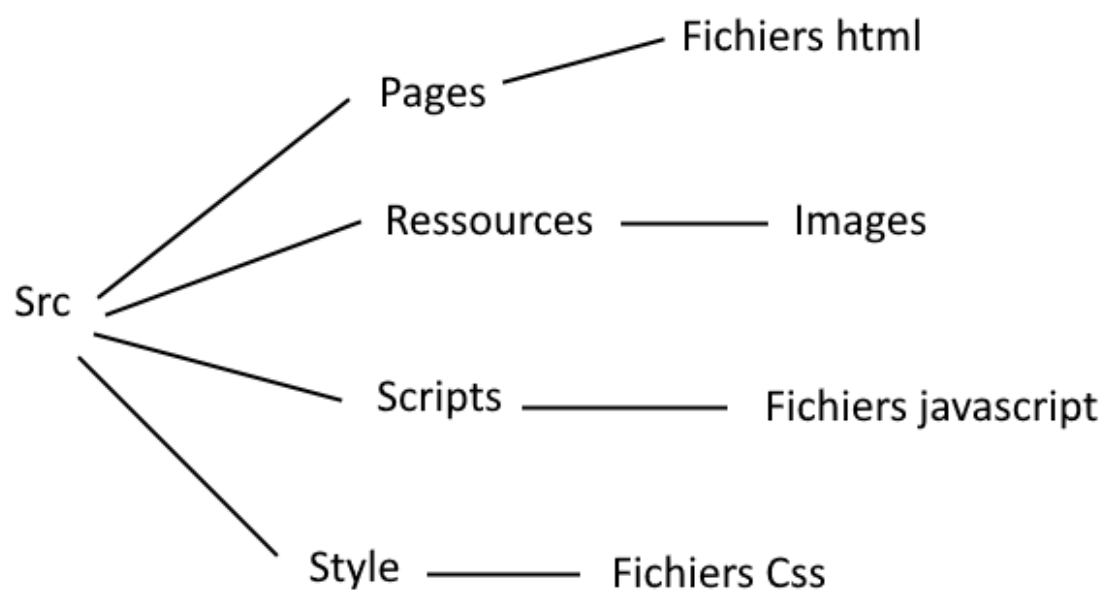 Src
Pages
Fichiers html
Ressources
Images
Scripts
Fichiers javascript
Style
Fichiers Css